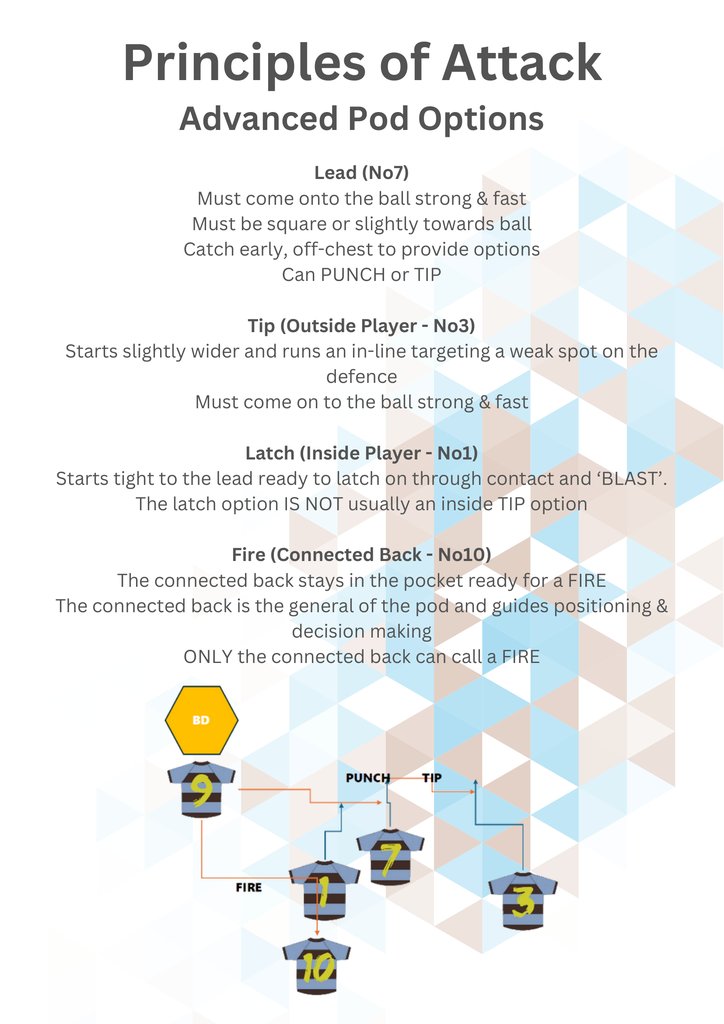 Principles of Attack
Advanced Pod Options
Lead (No7)
Must come onto the ball strong & fast
Must be square or slightly towards ball
Catch early, off-chest to provide options
Can PUNCH or TIP
Tip (Outside Player - No3)
Starts slightly wider and runs an in-line targeting a weak spot on the
defence
Must come on to the ball strong & fast
Latch (Inside Player - No1)
Starts tight to the lead ready to latch on through contact and ‘BLAST’.
The latch option IS NOT usually an inside TIP option
Fire (Connected Back - No10)
The connected back stays in the pocket ready for a FIRE
The connected back is the general of the pod and guides positioning &
decision making
ONLY the connected back can call a FIRE
BD
9
PUNCH
TIP
7
FIRE
1
3
10